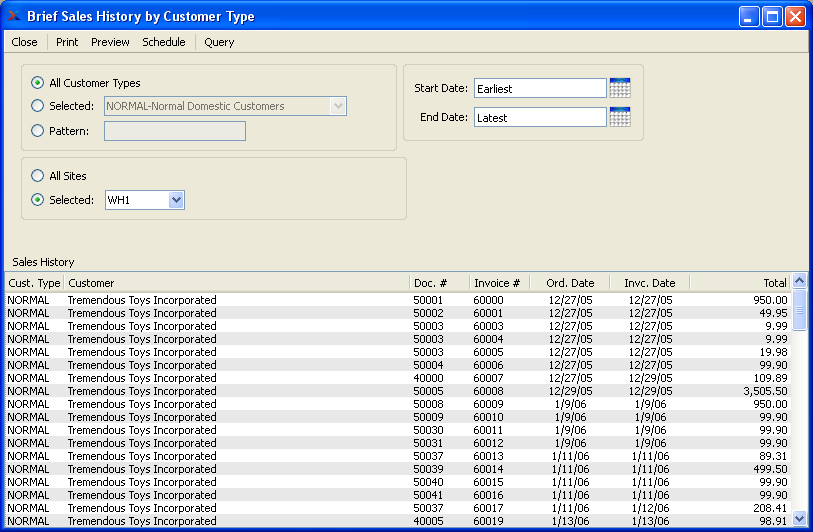 Brief Sales History by Customer Type
Close Print Preview Schedule Query
All Customer Types
Selected: NORMAL-Normal Domestic Customers
Pattern:
Start Date: Earliest
End Date: Latest
All Sites
Selected: WH1
Sales History
Cust. Type Customer Doc. # Invoice # Ord. Date Invc. Date Total
NORMAL Tremendous Toys Incorporated 50001 60000 12/27/05 12/27/05 950.00
NORMAL Tremendous Toys Incorporated 50002 60001 12/27/05 12/27/05 49.95
NORMAL Tremendous Toys Incorporated 50003 60003 12/27/05 12/27/05 9.99
NORMAL Tremendous Toys Incorporated 50003 60004 12/27/05 12/27/05 9.99
NORMAL Tremendous Toys Incorporated 50003 60005 12/27/05 12/27/05 19.98
NORMAL Tremendous Toys Incorporated 50004 60006 12/27/05 12/27/05 99.90
NORMAL Tremendous Toys Incorporated 40000 60007 12/27/05 12/29/05 109.89
NORMAL Tremendous Toys Incorporated 50005 60008 12/29/05 12/29/05 3,505.50
NORMAL Tremendous Toys Incorporated 50008 60009 1/9/06 1/9/06 950.00
NORMAL Tremendous Toys Incorporated 50009 60010 1/9/06 1/9/06 99.90
NORMAL Tremendous Toys Incorporated 50030 60011 1/9/06 1/9/06 99.90
NORMAL Tremendous Toys Incorporated 50031 60012 1/9/06 1/9/06 99.90
NORMAL Tremendous Toys Incorporated 50037 60013 1/11/06 1/11/06 89.31
NORMAL Tremendous Toys Incorporated 50039 60014 1/11/06 1/11/06 499.50
NORMAL Tremendous Toys Incorporated 50040 60015 1/11/06 1/11/06 99.90
NORMAL Tremendous Toys Incorporated 50041 60016 1/11/06 1/11/06 99.90
NORMAL Tremendous Toys Incorporated 50037 60017 1/11/06 1/12/06 208.41
NORMAL Tremendous Toys Incorporated 40005 60019 1/13/06 1/13/06 98.91